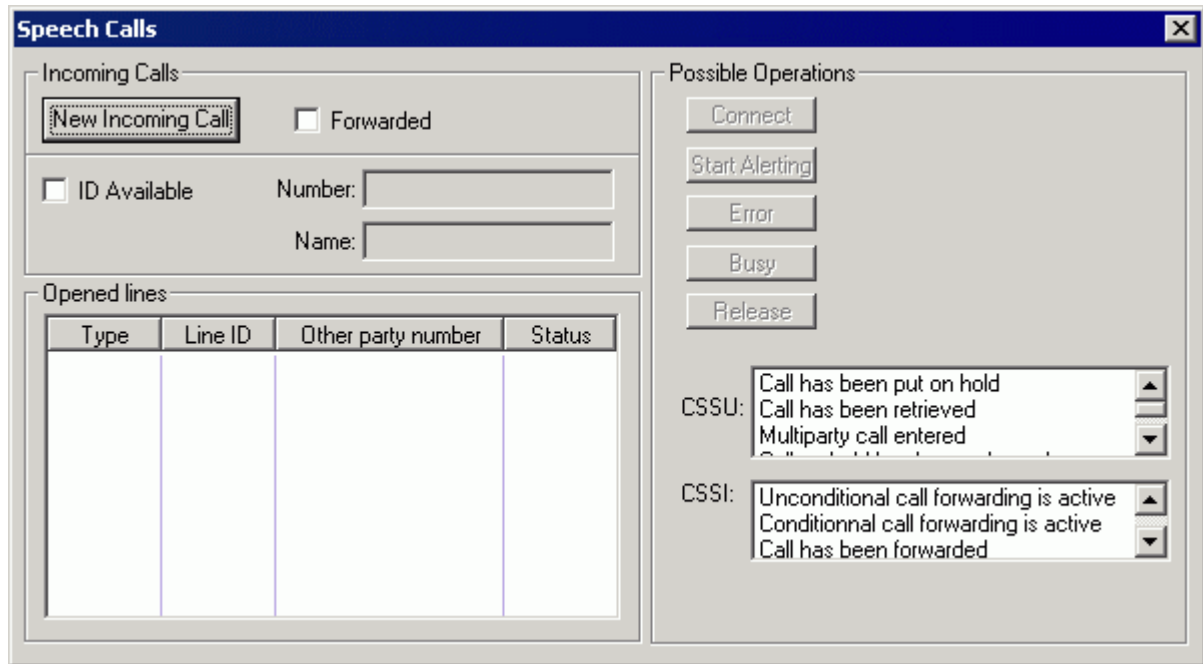 Speech Calls
Incoming Calls
New Incoming Call
Forwarded
ID Available
Number:
Name:
Opened lines
Type Line ID Other party number Status
Possible Operations
Connect
Start Alerting
Error
Busy
Release
CSSU:
Call has been put on hold
Call has been retrieved
Multiparty call entered
CSSI:
Unconditional call forwarding is active
Conditionnal call forwarding is active
Call has been forwarded